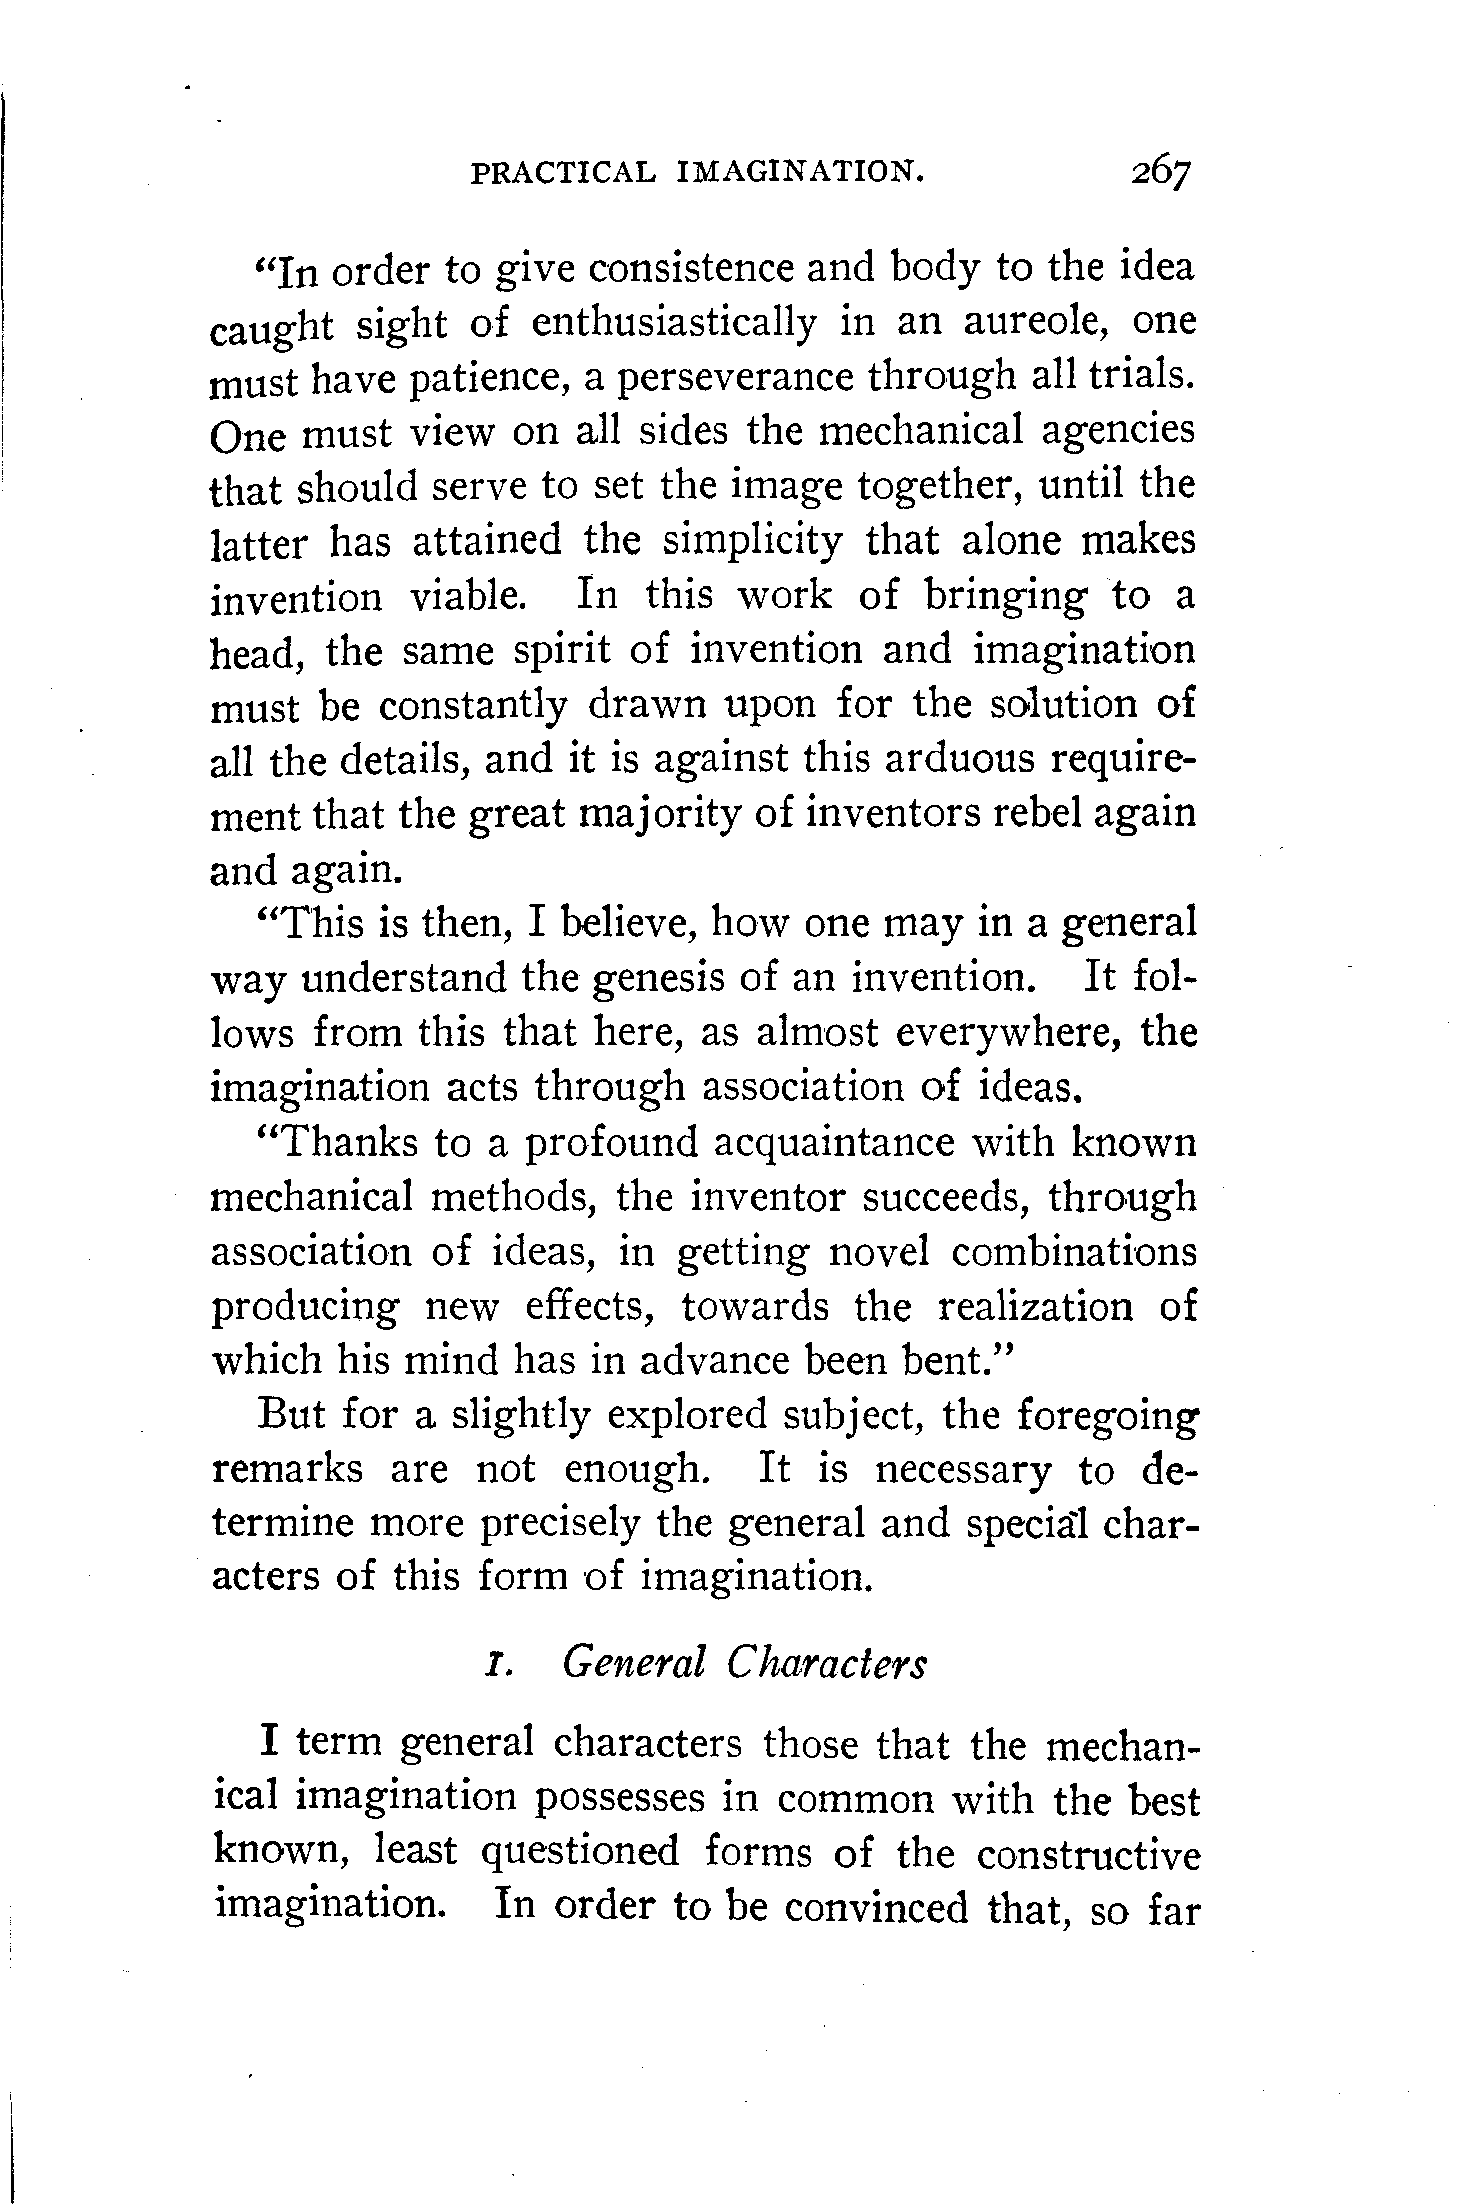 PRACTICAL IMAGINATION. 267
“In order to give consistence and body to the idea
caught sight of enthusiastically in an aureole, one
must have patience, a perseverance through all trials.
One must view on all sides the mechanical agencies
that should serve to set the image together, until the
latter has attained the simplicity that alone makes
invention viable. In this work of bringing to a
head, the same spirit of invention and imagination
must be constantly drawn upon for the solution of
all the details, and it is against this arduous require-
ment that the great majority of inventors rebel again
and again.
“This is then, I believe, how one may in a general
way understand the genesis of an invention. It fol-
lows from this that here, as almost everywhere, the
imagination acts through association of ideas.
“Thanks to a profound acquaintance with known
mechanical methods, the inventor succeeds, through
association of ideas, in getting novel combinations
producing new effects, towards the realization of
which his mind has in advance been bent.”
But for a slightly explored subject, the foregoing
remarks are not enough. It is necessary to de-
termine more precisely the general and special char-
acters of this form of imagination.
1. General Characters
I term general characters those that the mechan-
ical imagination possesses in common with the best
known, least questioned forms of the constructive
imagination. In order to be convinced that, so far